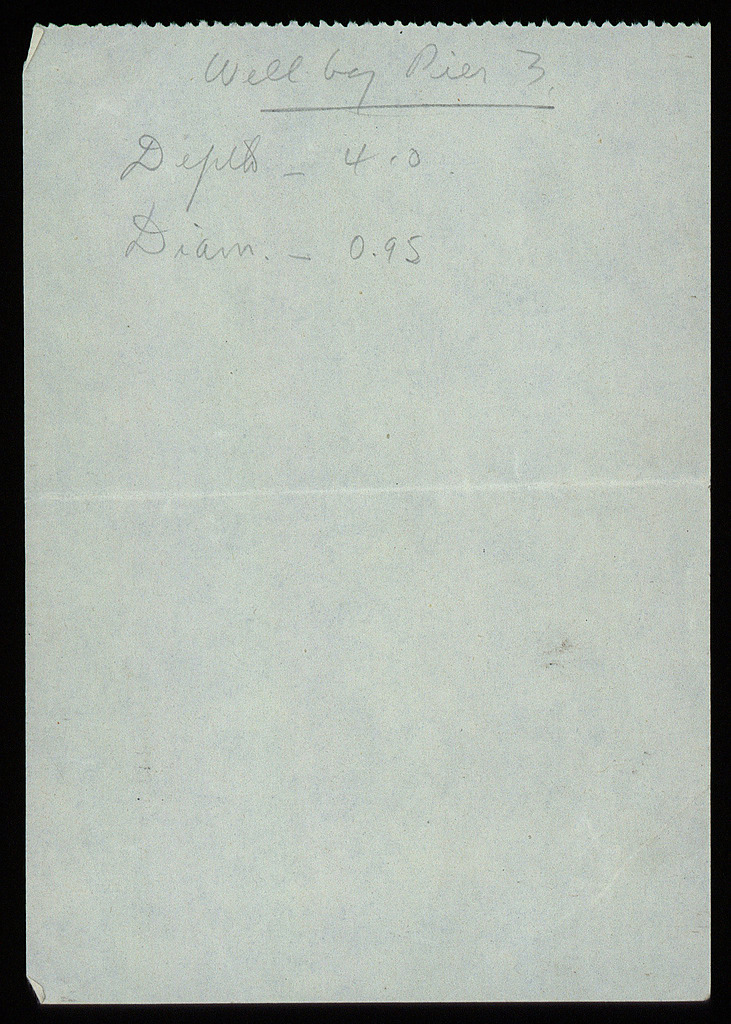 Well by Pier 3.
Depth - 4.0
Diam. - 0.95